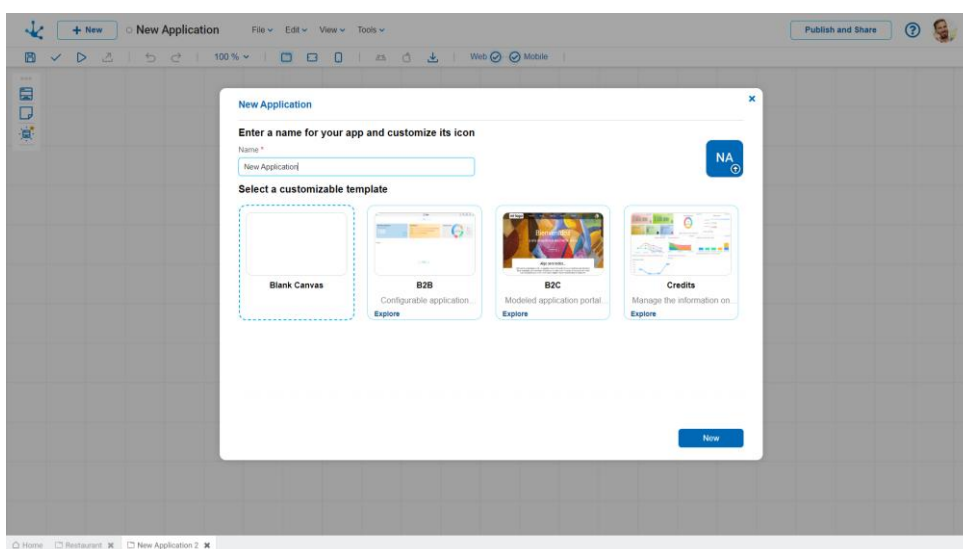 + New
New Application
File
Edit
View
Tools
Publish and Share
?
100 %
Web
Mobile
New Application
Enter a name for your app and customize its icon
Name *
New Application
NA
Select a customizable template
Blank Canvas
B2B
Configurable application...
Explore
Bienvenido
B2C
Modeled application portal...
Explore
Credits
Manage the information on...
Explore
New
Home
Restaurant
New Application 2